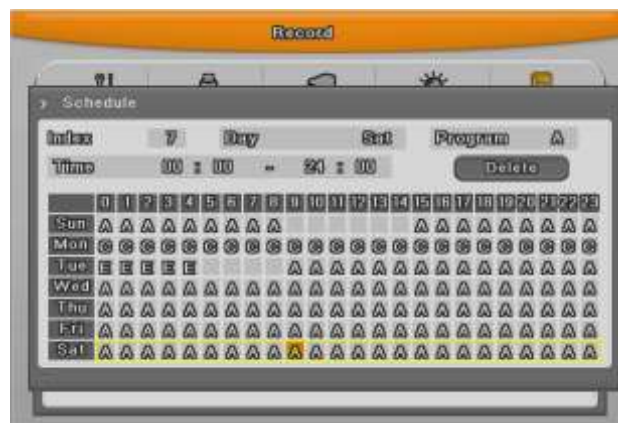 Record
> Schedule
Index 7 Day Sat Program A
Time 00 : 00 - 24 : 00 Delete
0 1 2 3 4 5 6 7 8 9 10 11 12 13 14 15 16 17 18 19 20 21 22 23
Sun A A A A A A A A A A A A A A A A A A
Mon C C C C C C C C C C C C C C C C C C C C C C C C
Tue E E E E E A A A A A A A A A A A A A A A
Wed A A A A A A A A A A A A A A A A A A A A A A A A
Thu A A A A A A A A A A A A A A A A A A A A A A A A
Fri A A A A A A A A A A A A A A A A A A A A A A A A
Sat A A A A A A A A A A A A A A A A A A A A A A A A